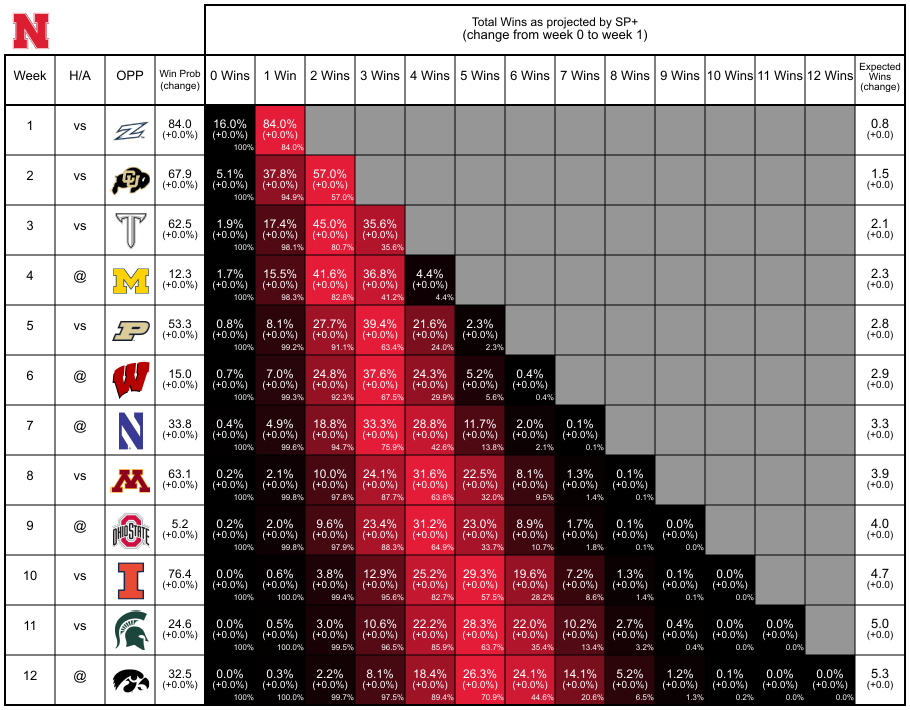 N
Total Wins as projected by SP+
(change from week 0 to week 1)
Week H/A OPP Win Prob (change) 0 Wins 1 Win 2 Wins 3 Wins 4 Wins 5 Wins 6 Wins 7 Wins 8 Wins 9 Wins 10 Wins 11 Wins 12 Wins Expected Wins (change)
1 vs Z 84.0 16.0% 84.0% 0.8
(+0.0%) (+0.0%) (+0.0%) (+0.0)
100% 84.0%
2 vs CU 67.9 5.1% 37.8% 57.0% 1.5
(+0.0%) (+0.0%) (+0.0%) (+0.0%) (+0.0)
100% 94.9% 57.0%
3 vs T 62.5 1.9% 17.4% 45.0% 35.6% 2.1
(+0.0%) (+0.0%) (+0.0%) (+0.0%) (+0.0%) (+0.0)
100% 98.1% 80.7% 35.6%
4 @ M 12.3 1.7% 15.5% 41.6% 36.8% 4.4% 2.3
(+0.0%) (+0.0%) (+0.0%) (+0.0%) (+0.0%) (+0.0%) (+0.0)
100% 98.3% 82.8% 41.2% 4.4%
5 vs P 53.3 0.8% 8.1% 27.7% 39.4% 21.6% 2.3% 2.8
(+0.0%) (+0.0%) (+0.0%) (+0.0%) (+0.0%) (+0.0%) (+0.0%) (+0.0)
100% 99.2% 91.1% 63.4% 24.0% 2.3%
6 @ W 15.0 0.7% 7.0% 24.8% 37.6% 24.3% 5.2% 0.4% 2.9
(+0.0%) (+0.0%) (+0.0%) (+0.0%) (+0.0%) (+0.0%) (+0.0%) (+0.0%) (+0.0)
100% 99.3% 92.3% 67.5% 29.9% 5.6% 0.4%
7 @ N 33.8 0.4% 4.9% 18.8% 33.3% 28.8% 11.7% 2.0% 0.1% 3.3
(+0.0%) (+0.0%) (+0.0%) (+0.0%) (+0.0%) (+0.0%) (+0.0%) (+0.0%) (+0.0%) (+0.0)
100% 99.6% 94.7% 75.9% 42.6% 13.8% 2.1% 0.1%
8 vs M 63.1 0.2% 2.1% 10.0% 24.1% 31.6% 22.5% 8.1% 1.3% 0.1% 3.9
(+0.0%) (+0.0%) (+0.0%) (+0.0%) (+0.0%) (+0.0%) (+0.0%) (+0.0%) (+0.0%) (+0.0%) (+0.0)
100% 99.8% 97.8% 87.7% 63.6% 32.0% 9.5% 1.4% 0.1%
9 @ OHIO STATE 5.2 0.2% 2.0% 9.6% 23.4% 31.2% 23.0% 8.9% 1.7% 0.1% 0.0% 4.0
(+0.0%) (+0.0%) (+0.0%) (+0.0%) (+0.0%) (+0.0%) (+0.0%) (+0.0%) (+0.0%) (+0.0%) (+0.0%) (+0.0)
100% 99.8% 97.9% 88.3% 64.9% 33.7% 10.7% 1.8% 0.1% 0.0%
10 vs I 76.4 0.0% 0.6% 3.8% 12.9% 25.2% 29.3% 19.6% 7.2% 1.3% 0.1% 0.0% 4.7
(+0.0%) (+0.0%) (+0.0%) (+0.0%) (+0.0%) (+0.0%) (+0.0%) (+0.0%) (+0.0%) (+0.0%) (+0.0%) (+0.0%) (+0.0)
100% 100.0% 99.4% 95.6% 82.7% 57.5% 28.2% 8.6% 1.4% 0.1% 0.0%
11 vs 24.6 0.0% 0.5% 3.0% 10.6% 22.2% 28.3% 22.0% 10.2% 2.7% 0.4% 0.0% 0.0% 5.0
(+0.0%) (+0.0%) (+0.0%) (+0.0%) (+0.0%) (+0.0%) (+0.0%) (+0.0%) (+0.0%) (+0.0%) (+0.0%) (+0.0%) (+0.0%) (+0.0)
100% 100.0% 99.5% 96.5% 85.9% 63.7% 35.4% 13.4% 3.2% 0.4% 0.0% 0.0%
12 @ 32.5 0.0% 0.3% 2.2% 8.1% 18.4% 26.3% 24.1% 14.1% 5.2% 1.2% 0.1% 0.0% 0.0% 5.3
(+0.0%) (+0.0%) (+0.0%) (+0.0%) (+0.0%) (+0.0%) (+0.0%) (+0.0%) (+0.0%) (+0.0%) (+0.0%) (+0.0%) (+0.0%) (+0.0%) (+0.0)
100% 100.0% 99.7% 97.5% 89.4% 70.9% 44.6% 20.6% 6.5% 1.3% 0.2% 0.0% 0.0%